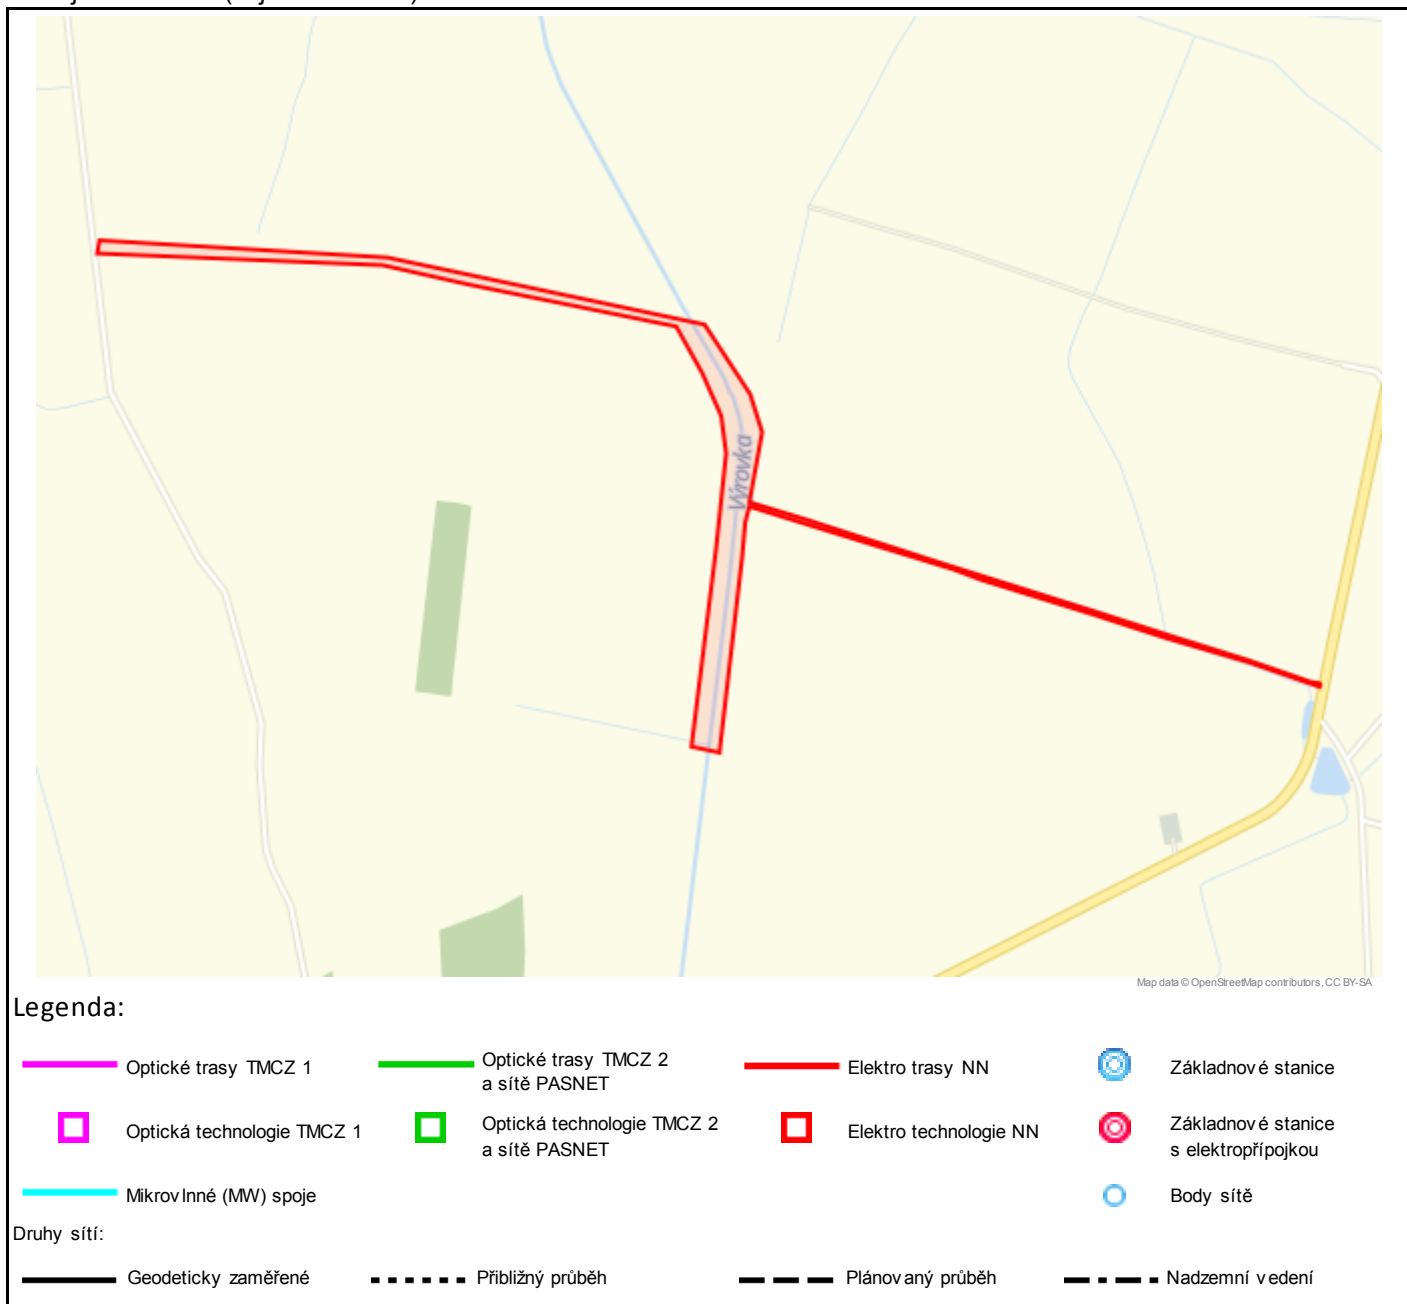 Výrovka
Map data © OpenStreetMap contributors, CC BY-SA
Legenda:
Optické trasy TMCZ 1
Optické trasy TMCZ 2
a sítě PASNET
Elektro trasy NN
Základnové stanice
Optická technologie TMCZ 1
Optická technologie TMCZ 2
a sítě PASNET
Elektro technologie NN
Základnové stanice
s elektropřípojkou
Mikrovlnné (MW) spoje
Body sítě
Druhy sítí:
Geodeticky zaměřené
Přibližný průběh
Plánovaný průběh
Nadzemní vedení